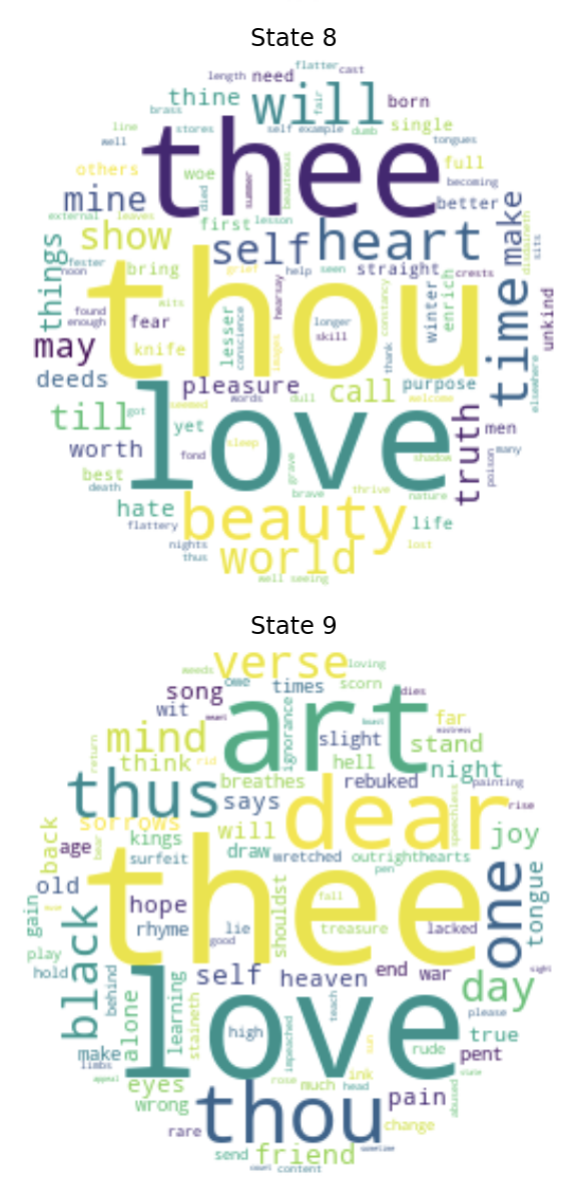 State 8
flatter cast
length need
thine will fair born
brass
line stores self example dumb single
well thee tongues
others woe died summer beauteous full
becoming
mine better
external leaves first lesson
show self heart make
disdaineth sits
things fester noon bring grief help seen straight crests
thou
wits hearsay constancy winter enrich time unkind
found enough fear lesser conscience longer skill
may knife images thank elsewhere
deeds pleasure call purpose
words dull welcome
till got seemed love truth men
worth yet sleep many
fond shadow poison
best grave nature
death brave thrive
hate beauty life
flattery
nights world lost
thus
well seeing
State 9
verse loving
weeds owe times scorn
song art dies
wit ignorance far
mind slight stand
return think rid hell night
breathes rebuked painting
thus says dear speechless rise
sorrows will joy
back kings draw
age surfeit wretched outright hearts
thee pen
old hope shouldst fall one tongue
gain rhyme lie treasure lacked
good
play black self heaven end war day
hold behind
love please
alone learning staineth high teach true
impeached rude
make sun pent
limbs
eyes rose much ink head abused
wrong thou pain
rare change
send friend
content